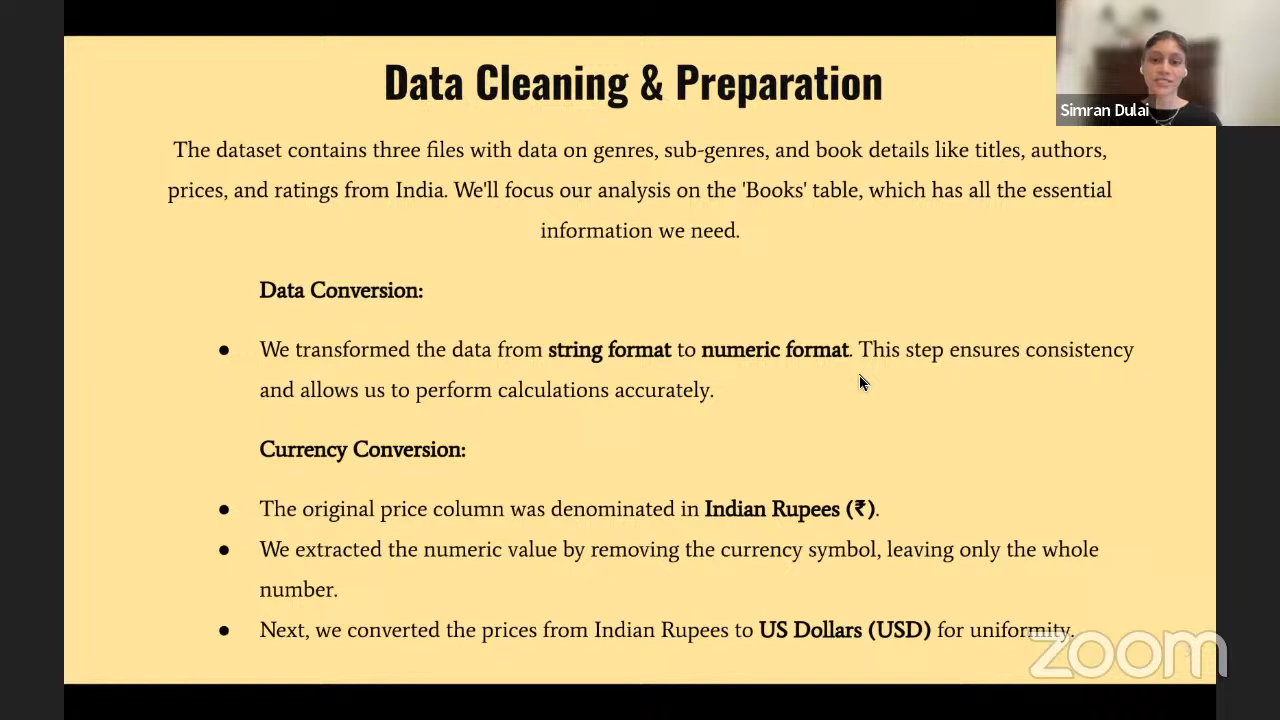 Data Cleaning & Preparation
Simran Dulai
The dataset contains three files with data on genres, sub-genres, and book details like titles, authors,
prices, and ratings from India. We'll focus our analysis on the 'Books' table, which has all the essential
information we need.
Data Conversion:
● We transformed the data from string format to numeric format. This step ensures consistency
and allows us to perform calculations accurately.
Currency Conversion:
● The original price column was denominated in Indian Rupees (₹).
● We extracted the numeric value by removing the currency symbol, leaving only the whole
number.
● Next, we converted the prices from Indian Rupees to US Dollars (USD) for uniformity.
zoom